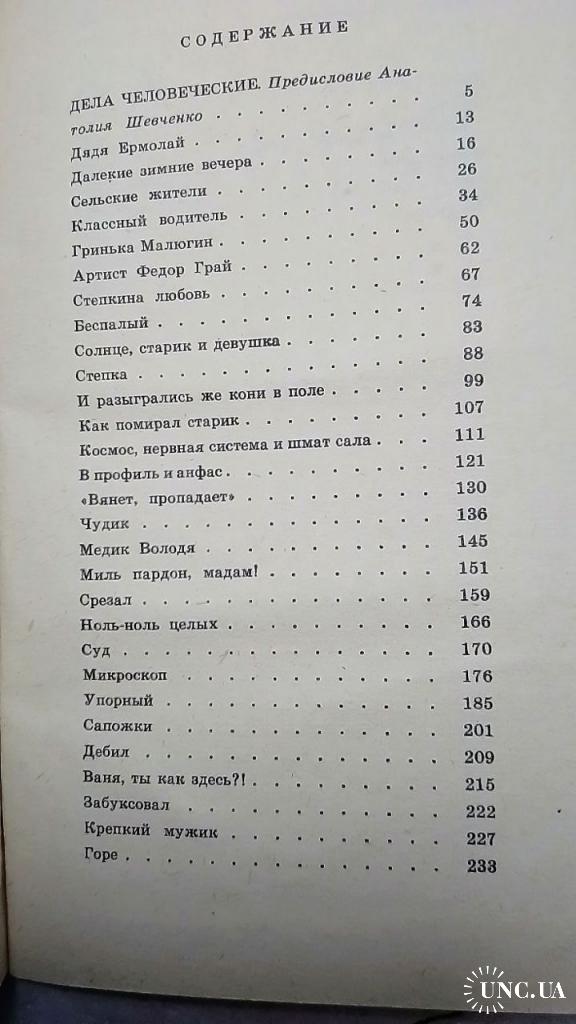 СОДЕРЖАНИЕ
ДЕЛА ЧЕЛОВЕЧЕСКИЕ. Предисловие Ана-
толия Шевченко . . . . . . . . . 5
Дядя Ермолай . . . . . . . . . . 13
Далекие зимние вечера . . . . . . . . 16
Сельские жители . . . . . . . . . 26
Классный водитель . . . . . . . . . 34
Гринька Малюгин . . . . . . . . . 50
Артист Федор Грай . . . . . . . . . 62
Степкина любовь . . . . . . . . . 67
Беспалый . . . . . . . . . . . . 74
Солнце, старик и девушка . . . . . . . 83
Степка . . . . . . . . . . . . 88
И разыгрались же кони в поле . . . . . 99
Как помирал старик . . . . . . . . . 107
Космос, нервная система и шмат сала . . . 111
В профиль и анфас . . . . . . . . . 121
«Вянет, пропадает» . . . . . . . . . 130
Чудик . . . . . . . . . . . . . 136
Медик Володя . . . . . . . . . . 145
Миль пардон, мадам! . . . . . . . . 151
Срезал . . . . . . . . . . . . . 159
Ноль-ноль целых . . . . . . . . . 166
Суд . . . . . . . . . . . . . . 170
Микроскоп . . . . . . . . . . . 176
Упорный . . . . . . . . . . . . 185
Сапожки . . . . . . . . . . . . 201
Дебил . . . . . . . . . . . . . 209
Ваня, ты как здесь?! . . . . . . . . . 215
Забуксовал . . . . . . . . . . . 222
Крепкий мужик . . . . . . . . . . 227
Горе . . . . . . . . . . . . . . 233
UNC.UA